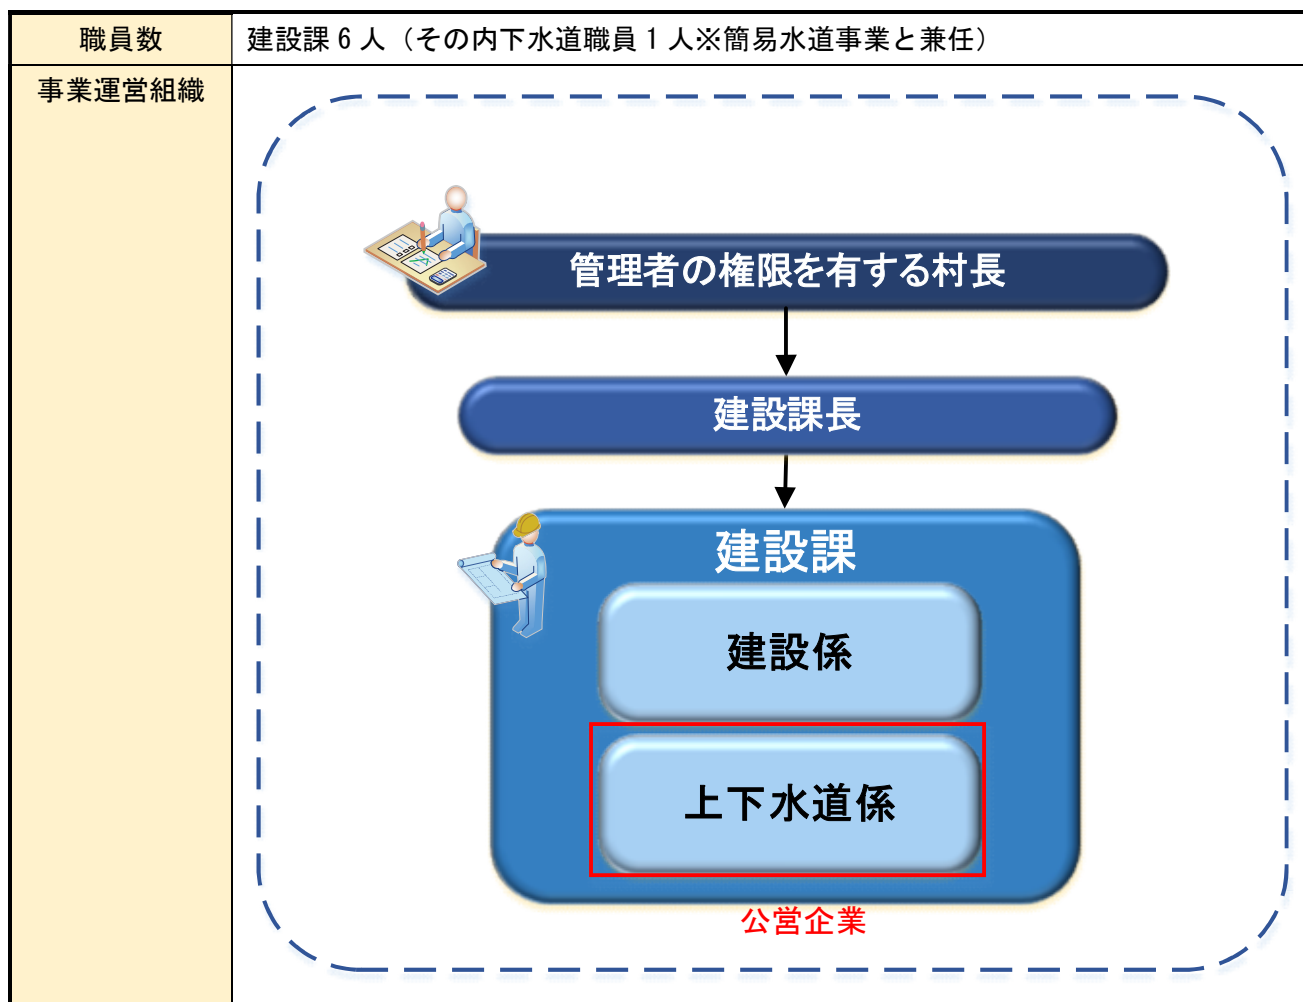 職員数
建設課6人（その内下水道職員1人※簡易水道事業と兼任）
事業運営組織
管理者の権限を有する村長
建設課長
建設課
建設係
上下水道係
公営企業